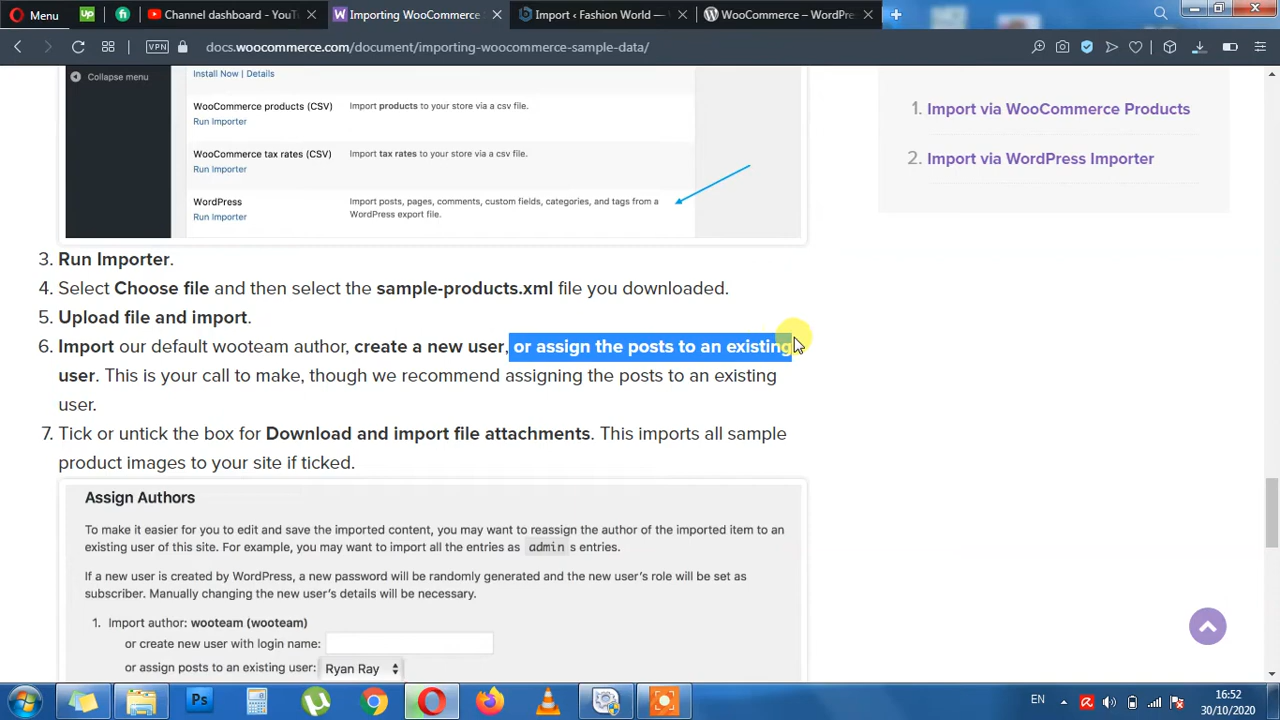 Menu
Channel dashboard - YouT
Importing WooCommerce
Import ‹ Fashion World —
WooCommerce – WordPre
VPN
docs.woocommerce.com/document/importing-woocommerce-sample-data/
Collapse menu
Install Now | Details
WooCommerce products (CSV)
Import products to your store via a csv file.
Run Importer
WooCommerce tax rates (CSV)
Import tax rates to your store via a csv file.
Run Importer
WordPress
Import posts, pages, comments, custom fields, categories, and tags from a
WordPress export file.
Run Importer
1. Import via WooCommerce Products
2. Import via WordPress Importer
3. Run Importer.
4. Select Choose file and then select the sample-products.xml file you downloaded.
5. Upload file and import.
6. Import our default wooteam author, create a new user, or assign the posts to an existing
user. This is your call to make, though we recommend assigning the posts to an existing
user.
7. Tick or untick the box for Download and import file attachments. This imports all sample
product images to your site if ticked.
Assign Authors
To make it easier for you to edit and save the imported content, you may want to reassign the author of the imported item to an
existing user of this site. For example, you may want to import all the entries as admin s entries.
If a new user is created by WordPress, a new password will be randomly generated and the new user's role will be set as
subscriber. Manually changing the new user's details will be necessary.
1. Import author: wooteam (wooteam)
or create new user with login name:
or assign posts to an existing user: Ryan Ray
Ps
EN
16:52
30/10/2020